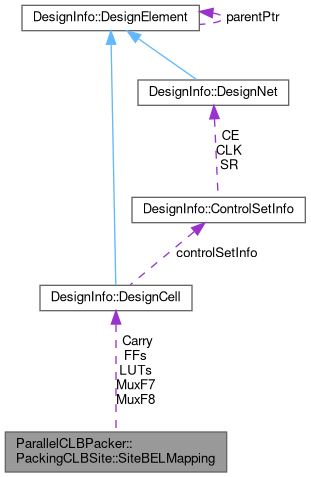 DesignInfo::DesignElement
parentPtr
DesignInfo::DesignNet
CE
CLK
SR
DesignInfo::ControlSetInfo
controlSetInfo
DesignInfo::DesignCell
Carry
FFs
LUTs
MuxF7
MuxF8
ParallelCLBPacker::
PackingCLBSite::SiteBELMapping